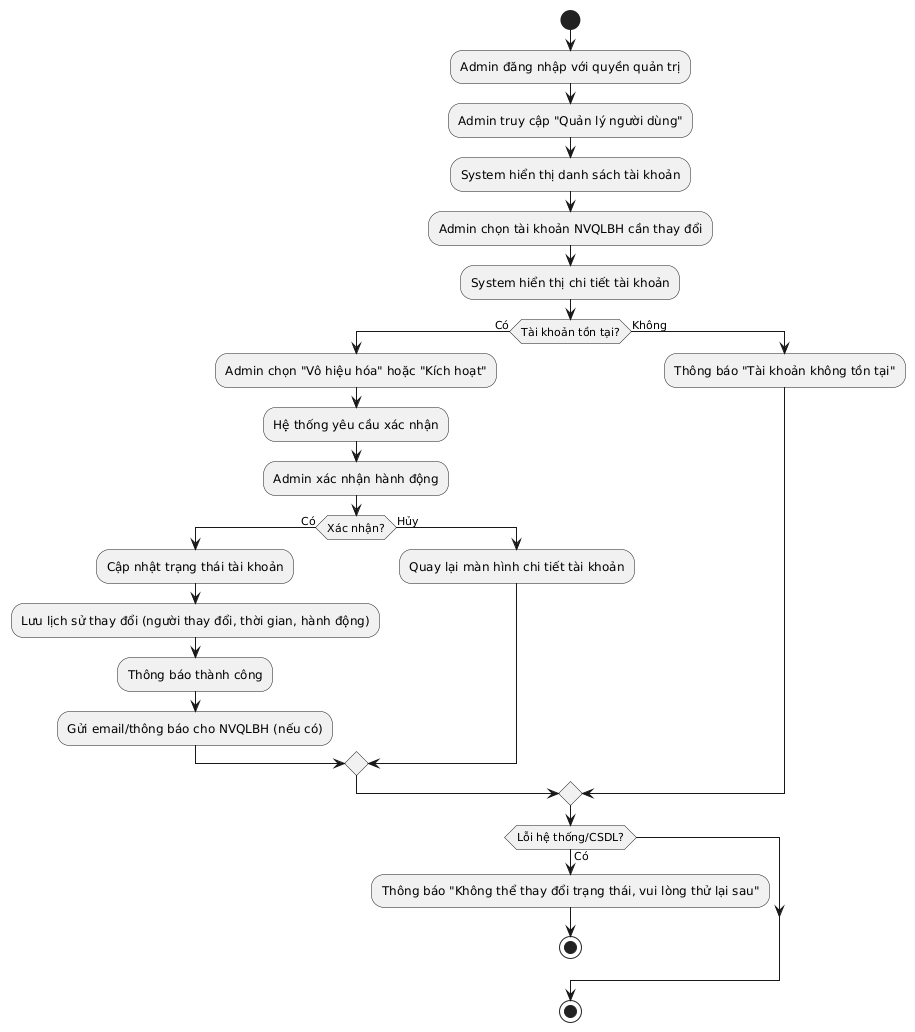 Admin đăng nhập với quyền quản trị
Admin truy cập "Quản lý người dùng"
System hiển thị danh sách tài khoản
Admin chọn tài khoản NVQLBH cần thay đổi
System hiển thị chi tiết tài khoản
Có
Tài khoản tồn tại?
Không
Admin chọn "Vô hiệu hóa" hoặc "Kích hoạt"
Thông báo "Tài khoản không tồn tại"
Hệ thống yêu cầu xác nhận
Admin xác nhận hành động
Có
Xác nhận?
Hủy
Cập nhật trạng thái tài khoản
Quay lại màn hình chi tiết tài khoản
Lưu lịch sử thay đổi (người thay đổi, thời gian, hành động)
Thông báo thành công
Gửi email/thông báo cho NVQLBH (nếu có)
Lỗi hệ thống/CSDL?
Có
Thông báo "Không thể thay đổi trạng thái, vui lòng thử lại sau"